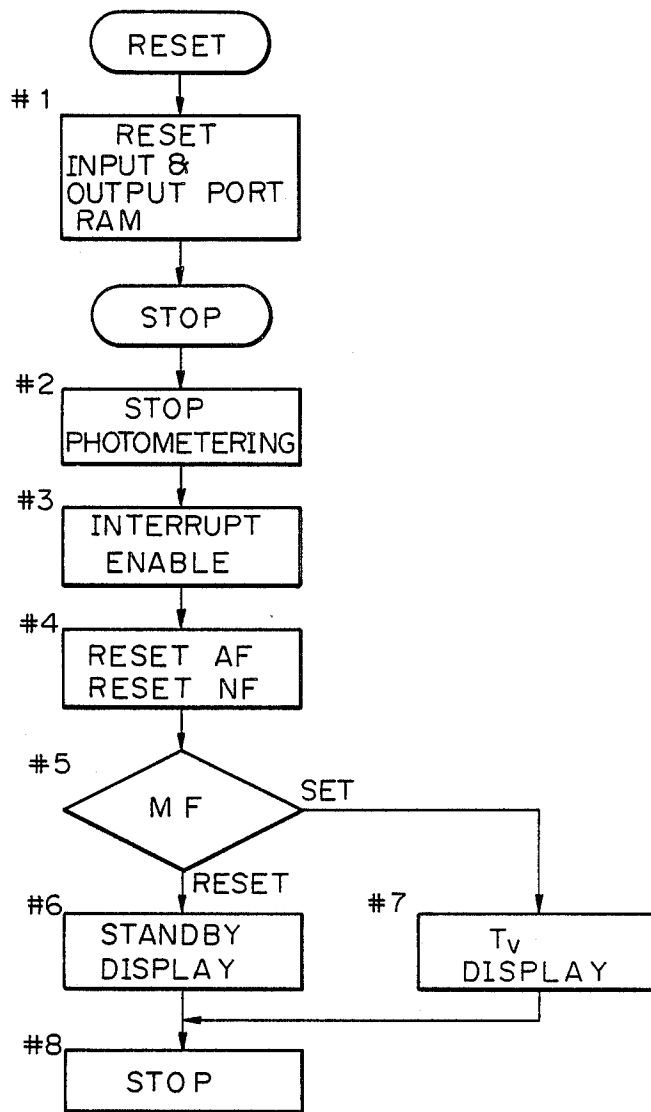 RESET
#1
RESET
INPUT &
OUTPUT PORT
RAM
STOP
#2
STOP
PHOTOMETERING
#3
INTERRUPT
ENABLE
#4
RESET AF
RESET NF
#5
MF
SET
RESET
#6
STANDBY
DISPLAY
#7
Tv
DISPLAY
#8
STOP